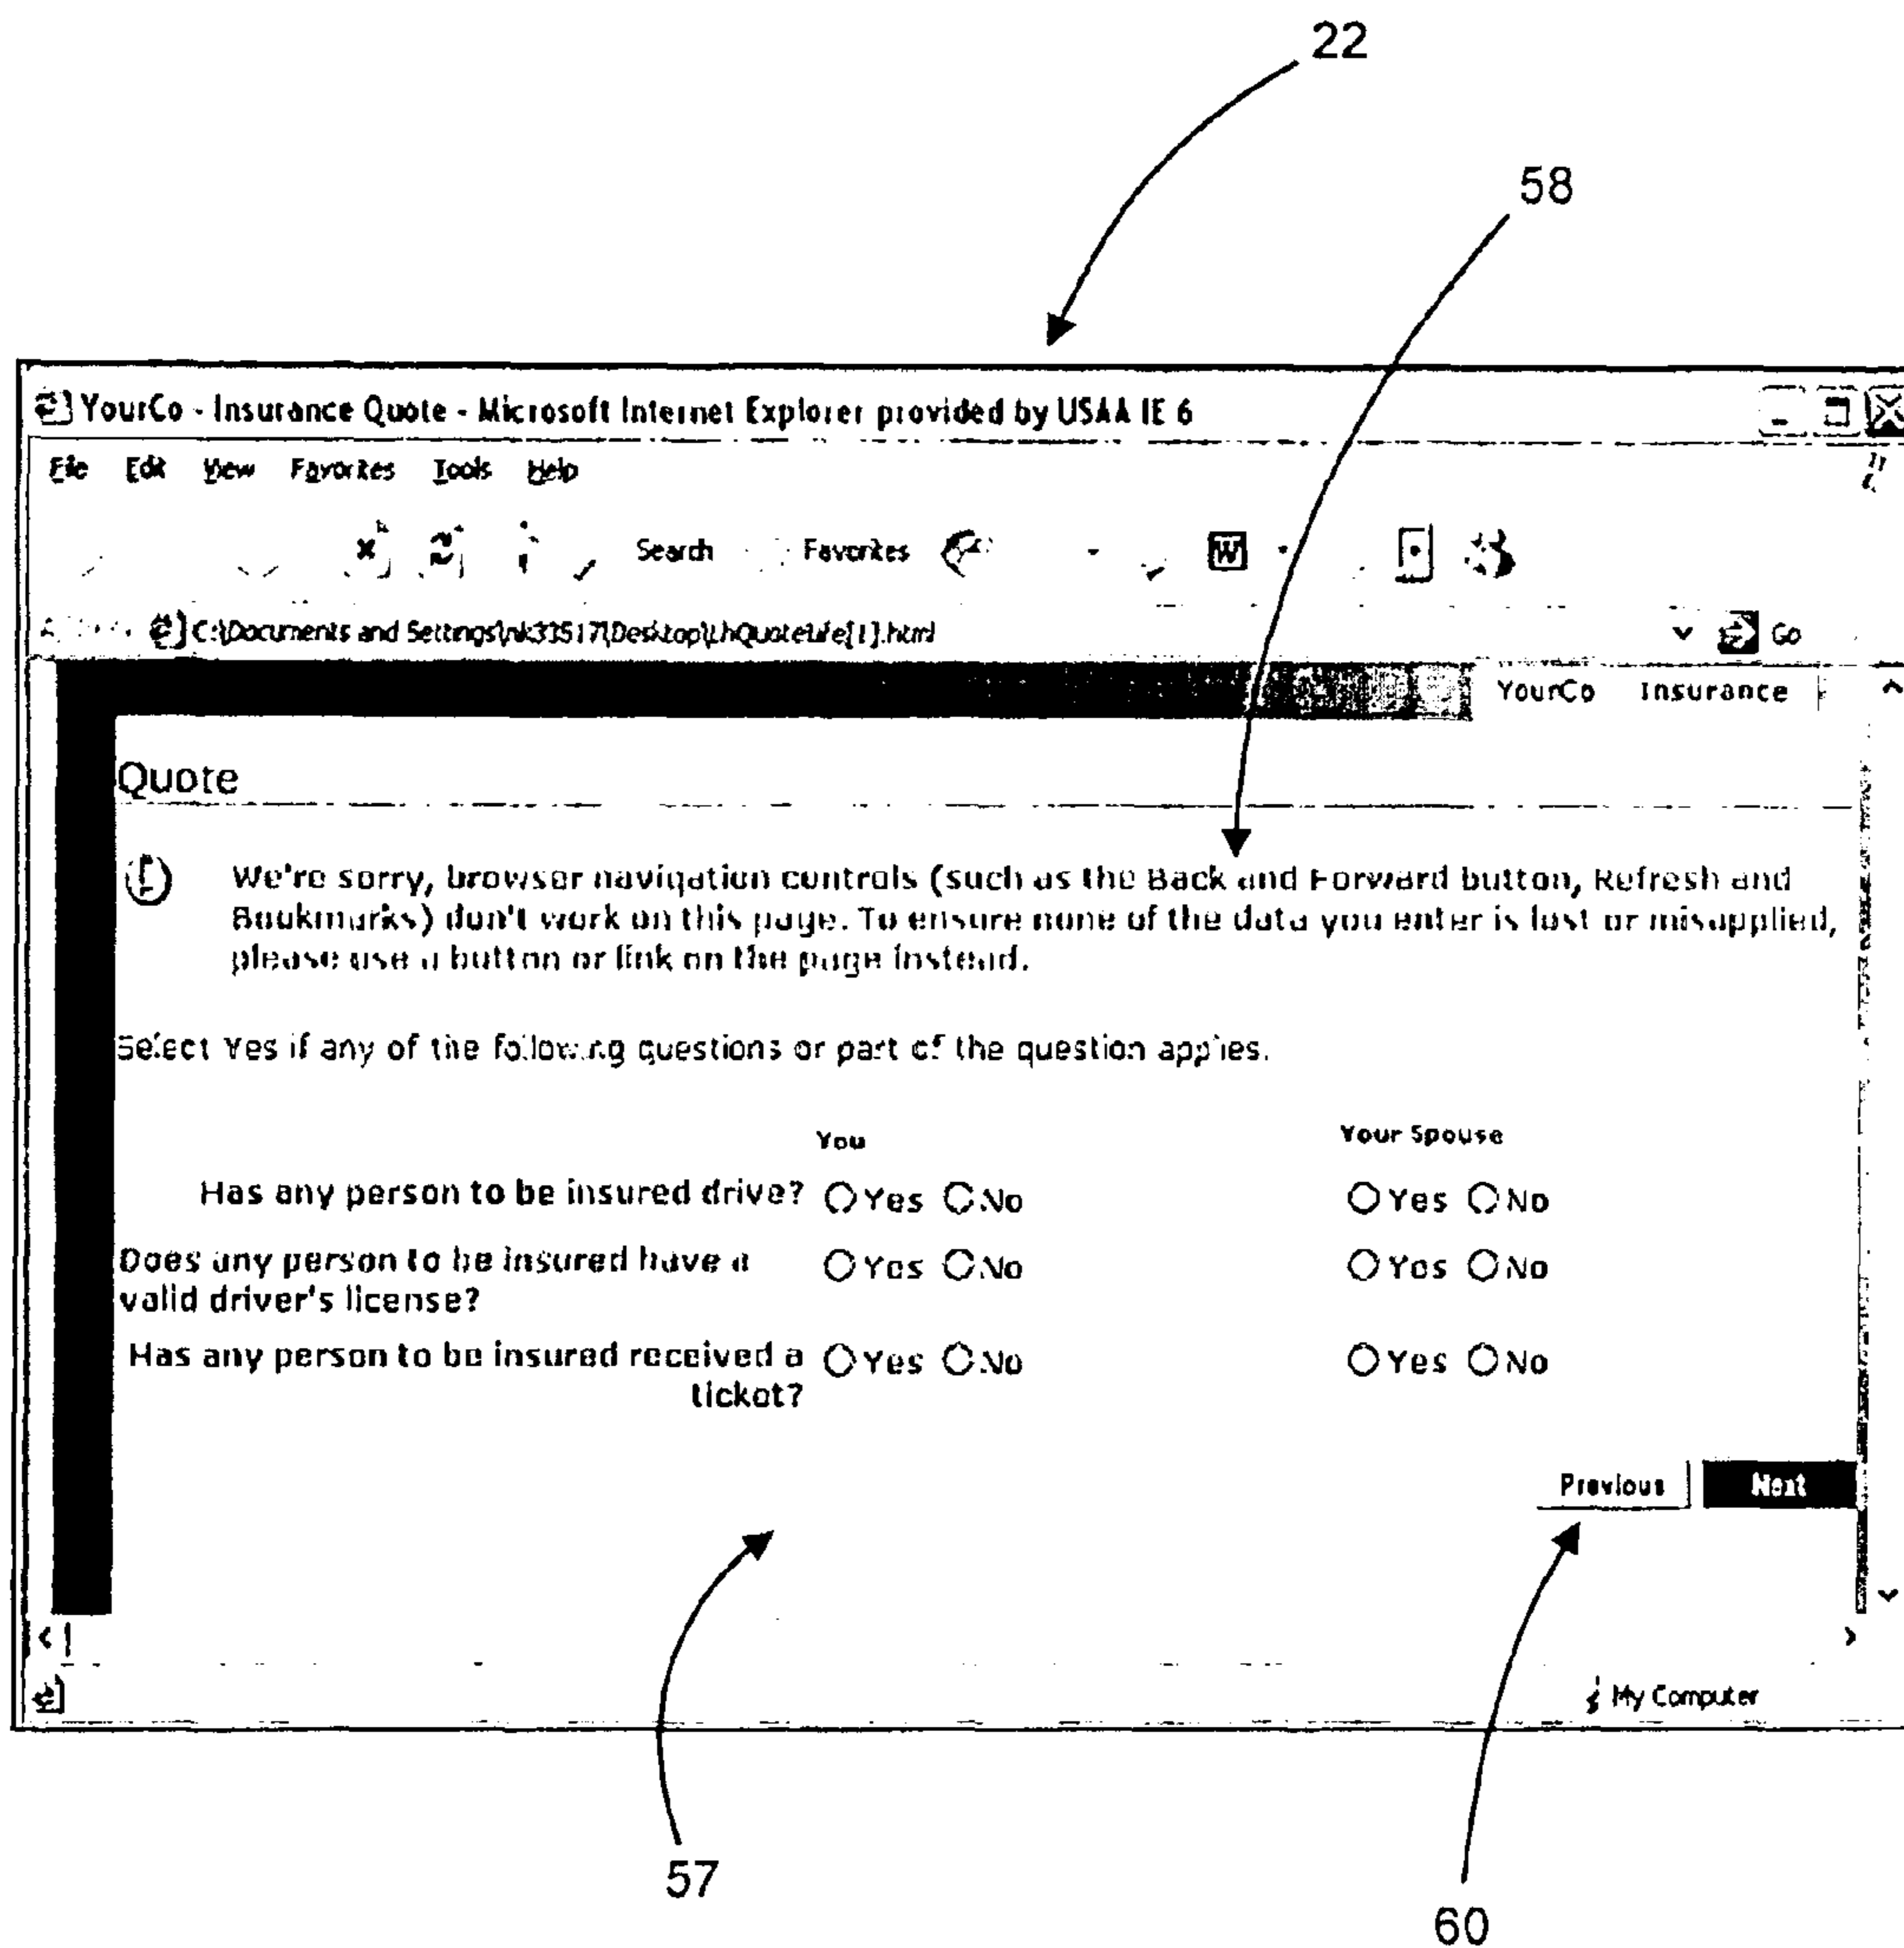 22
58
YourCo - Insurance Quote - Microsoft Internet Explorer provided by USAA IE 6
File Edit View Favorites Tools Help
Search Favorites W
C:\Documents and Settings\nk33517\Desktop\LhQuoteLife[1].html Go
YourCo Insurance
Quote
We're sorry, browser navigation controls (such as the Back and Forward button, Refresh and
Bookmarks) don't work on this page. To ensure none of the data you enter is lost or misapplied,
please use a button or link on the page instead.
Select Yes if any of the following questions or part of the question applies.
You Your Spouse
Has any person to be insured drive? Yes No Yes No
Does any person to be insured have a Yes No Yes No
valid driver's license?
Has any person to be insured received a Yes No Yes No
ticket?
Previous Next
My Computer
57
60